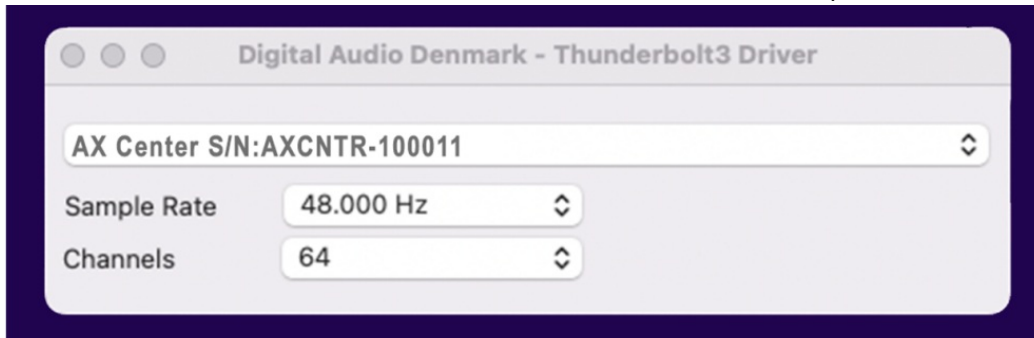 Digital Audio Denmark - Thunderbolt3 Driver
AX Center S/N:AXCNTR-100011
Sample Rate 48.000 Hz
Channels 64